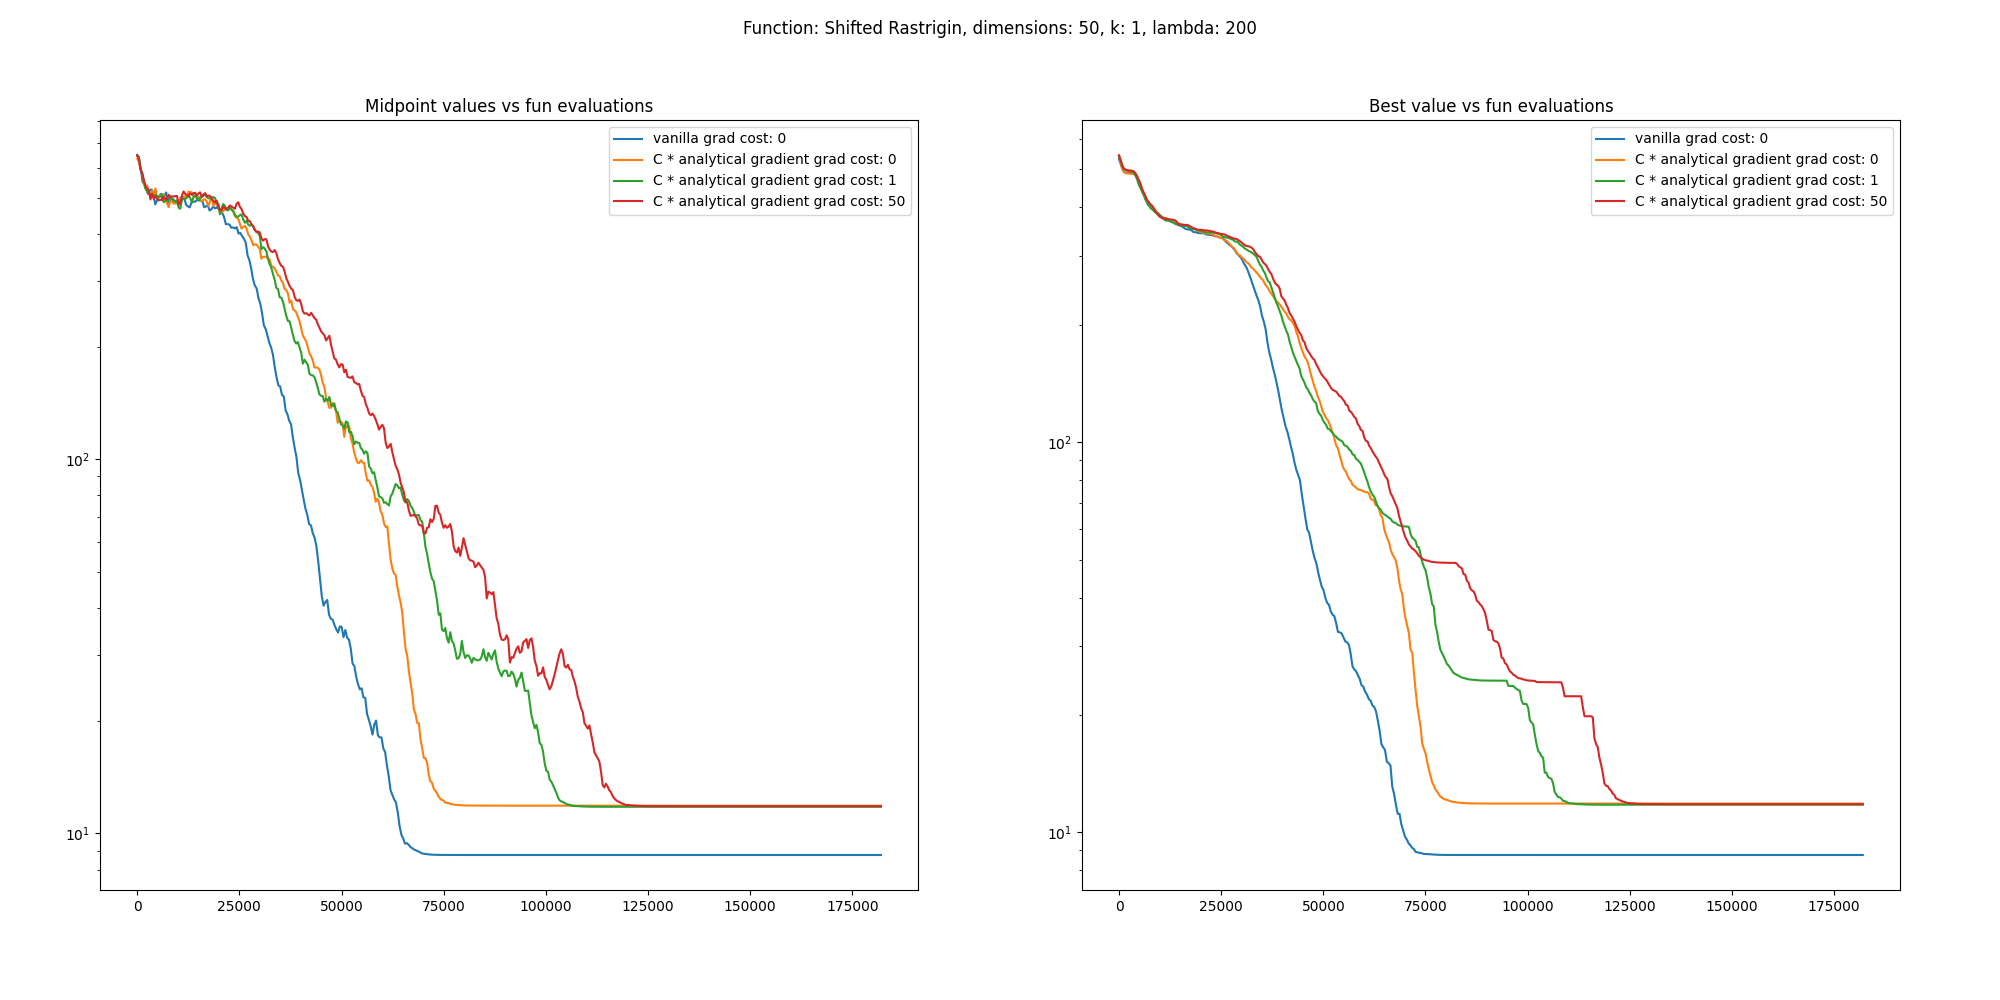 Function: Shifted Rastrigin, dimensions: 50, k: 1, lambda: 200
Midpoint values vs fun evaluations
vanilla grad cost: 0
C * analytical gradient grad cost: 0
C * analytical gradient grad cost: 1
C * analytical gradient grad cost: 50
10²
10¹
0 25000 50000 75000 100000 125000 150000 175000
Best value vs fun evaluations
vanilla grad cost: 0
C * analytical gradient grad cost: 0
C * analytical gradient grad cost: 1
C * analytical gradient grad cost: 50
10²
10¹
0 25000 50000 75000 100000 125000 150000 175000